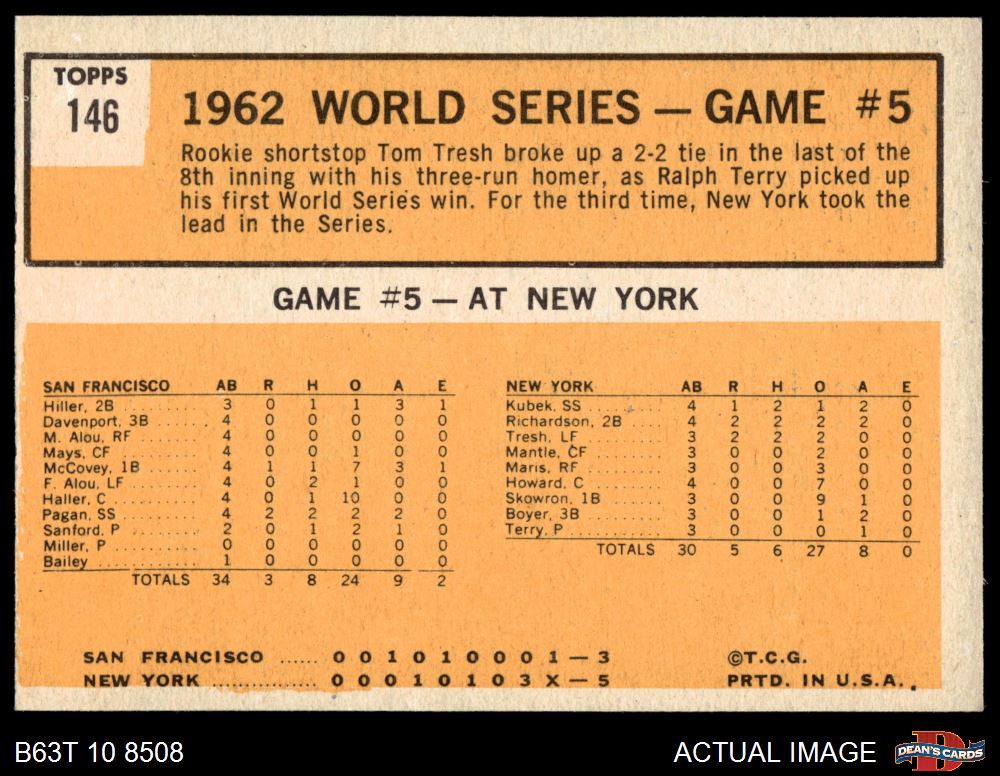 TOPPS
146
1962 WORLD SERIES — GAME #5
Rookie shortstop Tom Tresh broke up a 2-2 tie in the last of the
8th inning with his three-run homer, as Ralph Terry picked up
his first World Series win. For the third time, New York took the
lead in the Series.
GAME #5 — AT NEW YORK
SAN FRANCISCO AB R H O A E
Hiller, 2B ........ 3 0 1 1 3 1
Davenport, 3B .... 4 0 0 0 0 0
M. Alou, RF ...... 4 0 0 0 0 0
Mays, CF ........ 4 0 0 1 0 0
McCovey, 1B ..... 4 1 1 7 3 1
F. Alou, LF ....... 4 0 2 1 0 0
Haller, C ......... 4 0 1 10 0 0
Pagan, SS ........ 4 2 2 2 2 0
Sanford, P ....... 2 0 1 2 1 0
Miller, P ......... 0 0 0 0 0 0
Bailey ........... 1 0 0 0 0 0
TOTALS 34 3 8 24 9 2
NEW YORK AB R H O A E
Kubek, SS ........ 4 1 2 1 2 0
Richardson, 2B .... 4 2 2 2 2 0
Tresh, LF ........ 3 2 2 2 0 0
Mantle, CF ....... 3 0 0 2 0 0
Maris, RF ........ 3 0 0 3 0 0
Howard, C ....... 4 0 0 7 0 0
Skowron, 1B ...... 3 0 0 9 1 0
Boyer, 3B ........ 3 0 0 1 2 0
Terry, P .......... 3 0 0 0 1 0
TOTALS 30 5 6 27 8 0
SAN FRANCISCO ...... 0 0 1 0 1 0 0 0 1 — 3
NEW YORK ................ 0 0 0 1 0 1 0 3 X — 5
©T.C.G.
PRTD. IN U.S.A.
B63T 10 8508
ACTUAL IMAGE
D
DEAN'S CARDS